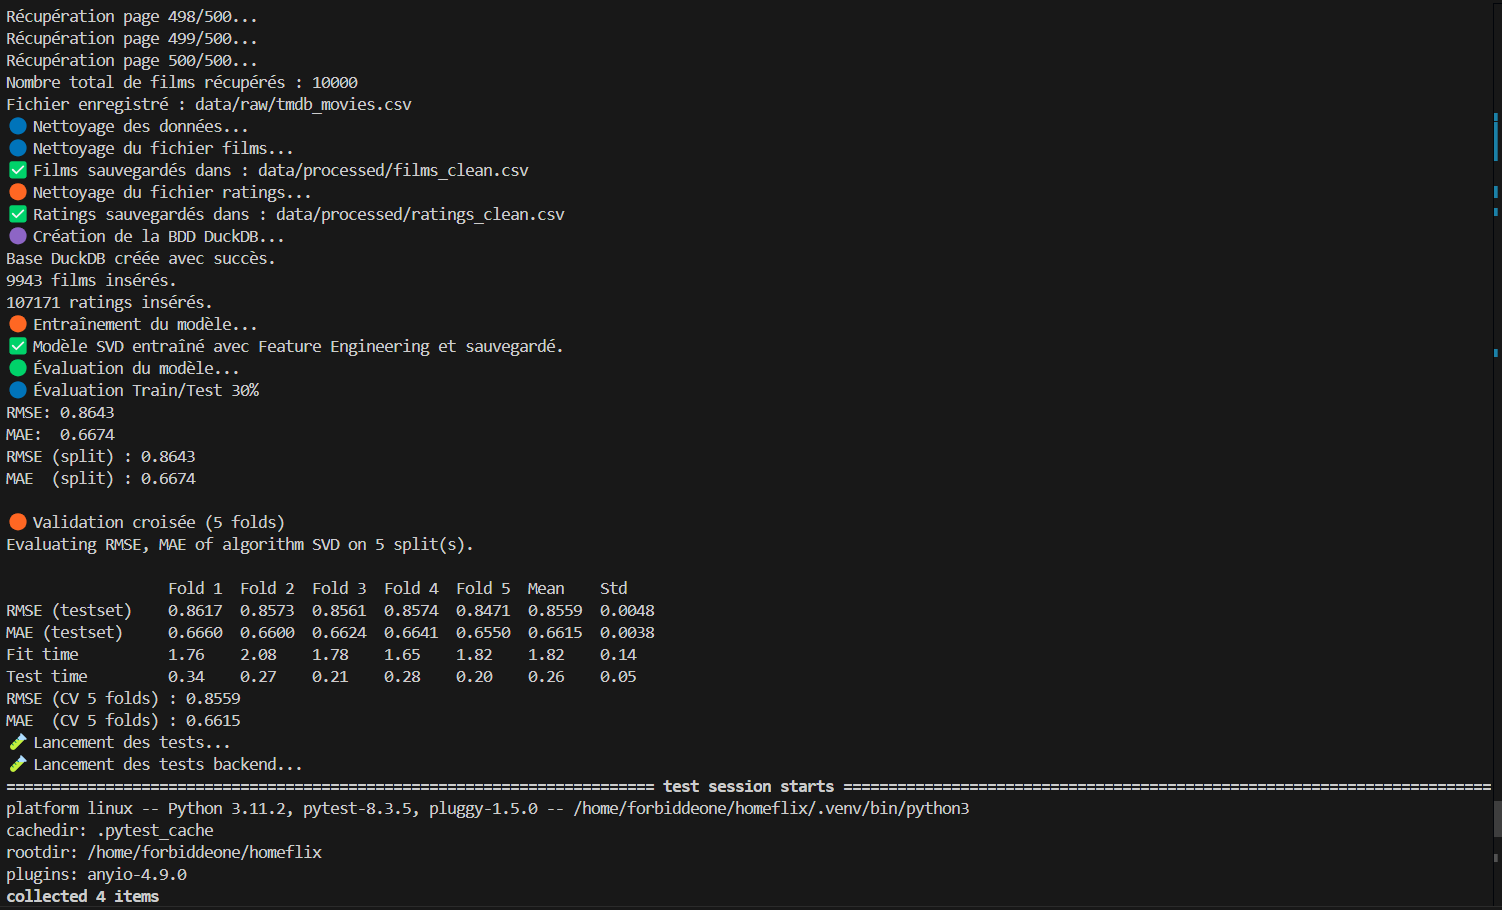 Récupération page 498/500...
Récupération page 499/500...
Récupération page 500/500...
Nombre total de films récupérés : 10000
Fichier enregistré : data/raw/tmdb_movies.csv
🔵 Nettoyage des données...
🔵 Nettoyage du fichier films...
✅ Films sauvegardés dans : data/processed/films_clean.csv
🟠 Nettoyage du fichier ratings...
✅ Ratings sauvegardés dans : data/processed/ratings_clean.csv
🟣 Création de la BDD DuckDB...
Base DuckDB créée avec succès.
9943 films insérés.
107171 ratings insérés.
🟠 Entraînement du modèle...
✅ Modèle SVD entraîné avec Feature Engineering et sauvegardé.
🟢 Évaluation du modèle...
🔵 Évaluation Train/Test 30%
RMSE: 0.8643
MAE:  0.6674
RMSE (split) : 0.8643
MAE  (split) : 0.6674
🟠 Validation croisée (5 folds)
Evaluating RMSE, MAE of algorithm SVD on 5 split(s).
                  Fold 1  Fold 2  Fold 3  Fold 4  Fold 5  Mean    Std
RMSE (testset)    0.8617  0.8573  0.8561  0.8574  0.8471  0.8559  0.0048
MAE (testset)     0.6660  0.6600  0.6624  0.6641  0.6550  0.6615  0.0038
Fit time          1.76    2.08    1.78    1.65    1.82    1.82    0.14
Test time         0.34    0.27    0.21    0.28    0.20    0.26    0.05
RMSE (CV 5 folds) : 0.8559
MAE  (CV 5 folds) : 0.6615
🧪 Lancement des tests...
🧪 Lancement des tests backend...
======================================================================== test session starts ========================================================================
platform linux -- Python 3.11.2, pytest-8.3.5, pluggy-1.5.0 -- /home/forbiddeone/homeflix/.venv/bin/python3
cachedir: .pytest_cache
rootdir: /home/forbiddeone/homeflix
plugins: anyio-4.9.0
collected 4 items